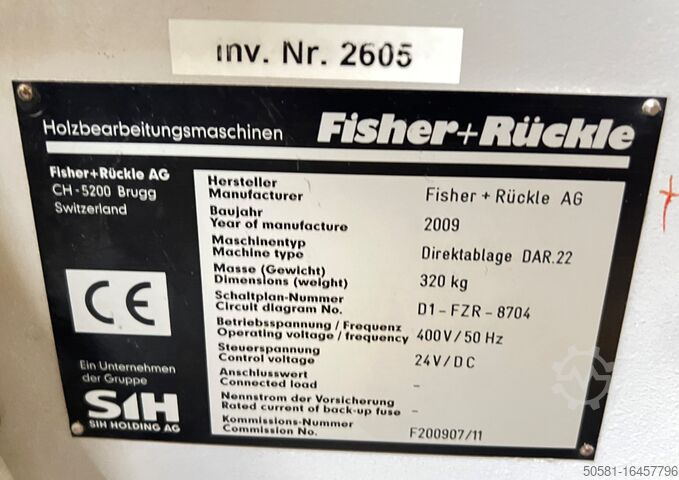 inv. Nr. 2605
Holzbearbeitungsmaschinen Fisher+Rückle
Fisher+Rückle AG
CH-5200 Brugg
Switzerland
CE
Ein Unternehmen
der Gruppe
SIH
SIH HOLDING AG
Hersteller
Manufacturer Fisher + Rückle AG
Baujahr
Year of manufacture 2009
Maschinentyp
Machine type Direktablage DAR.22
Masse (Gewicht)
Dimensions (weight) 320 kg
Schaltplan-Nummer
Circuit diagram No. D1-FZR-8704
Betriebsspannung / Frequenz
Operating voltage / frequency 400V/50 Hz
Steuerspannung
Control voltage 24V/DC
Anschlusswert
Connected load -
Nennstrom der Vorsicherung
Rated current of back-up fuse -
Kommissions-Nummer
Commission No. F200907/11
50581-16457796